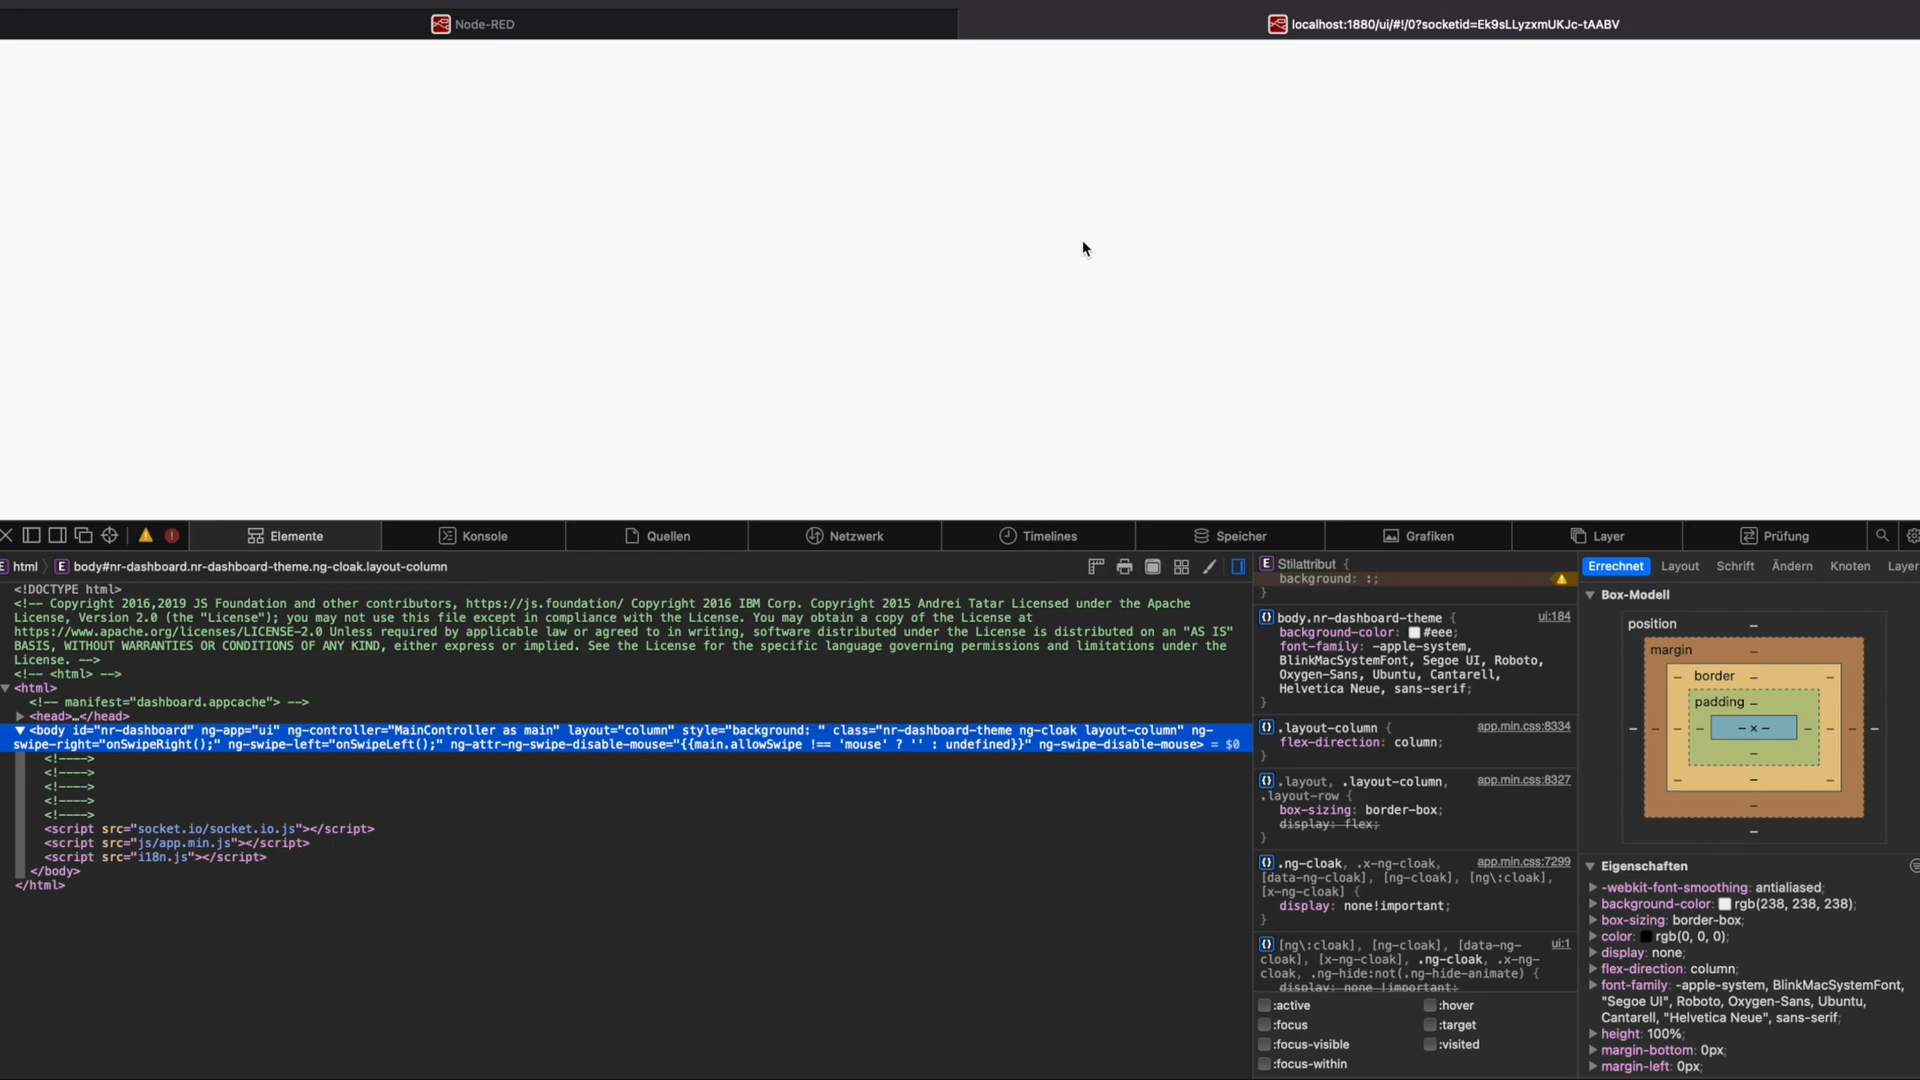 Node-RED
localhost:1880/ui/#!/0?socketid=Ek9sLLyzxmUKJc-tAABV
Elemente
Konsole
Quellen
Netzwerk
Timelines
Speicher
Grafiken
Layer
Prüfung
E html
E body#nr-dashboard.nr-dashboard-theme.ng-cloak.layout-column
<!DOCTYPE html>
<!-- Copyright 2016,2019 JS Foundation and other contributors, https://js.foundation/ Copyright 2016 IBM Corp. Copyright 2015 Andrei Tatar Licensed under the Apache
License, Version 2.0 (the "License"); you may not use this file except in compliance with the License. You may obtain a copy of the License at
https://www.apache.org/licenses/LICENSE-2.0 Unless required by applicable law or agreed to in writing, software distributed under the License is distributed on an "AS IS"
BASIS, WITHOUT WARRANTIES OR CONDITIONS OF ANY KIND, either express or implied. See the License for the specific language governing permissions and limitations under the
License. -->
<!-- <html> -->
<html>
<!-- manifest="dashboard.appcache"> -->
<head>…</head>
<body id="nr-dashboard" ng-app="ui" ng-controller="MainController as main" layout="column" style="background: " class="nr-dashboard-theme ng-cloak layout-column" ng-
swipe-right="onSwipeRight();" ng-swipe-left="onSwipeLeft();" ng-attr-ng-swipe-disable-mouse="{{main.allowSwipe !== 'mouse' ? '' : undefined}}" ng-swipe-disable-mouse> = $0
<!---->
<!---->
<!---->
<!---->
<!---->
<script src="socket.io/socket.io.js"></script>
<script src="js/app.min.js"></script>
<script src="i18n.js"></script>
</body>
</html>
E Stilattribut {
background: :;
}
body.nr-dashboard-theme { ui:184
background-color: #eee;
font-family: -apple-system,
BlinkMacSystemFont, Segoe UI, Roboto,
Oxygen-Sans, Ubuntu, Cantarell,
Helvetica Neue, sans-serif;
}
.layout-column { app.min.css:8334
flex-direction: column;
}
.layout, .layout-column, app.min.css:8327
.layout-row {
box-sizing: border-box;
display: flex;
}
.ng-cloak, .x-ng-cloak, app.min.css:7299
[data-ng-cloak], [ng-cloak], [ng\:cloak],
[x-ng-cloak] {
display: none!important;
}
[ng\:cloak], [ng-cloak], [data-ng- ui:1
cloak], [x-ng-cloak], .ng-cloak, .x-ng-
cloak, .ng-hide:not(.ng-hide-animate) {
display: none !important;
:active
:hover
:focus
:target
:focus-visible
:visited
:focus-within
Errechnet
Layout
Schrift
Ändern
Knoten
Layer
Box-Modell
position –
margin –
border –
padding –
– – – – – × – – – – –
–
–
–
–
Eigenschaften
-webkit-font-smoothing: antialiased;
background-color: rgb(238, 238, 238);
box-sizing: border-box;
color: rgb(0, 0, 0);
display: none;
flex-direction: column;
font-family: -apple-system, BlinkMacSystemFont,
"Segoe UI", Roboto, Oxygen-Sans, Ubuntu,
Cantarell, "Helvetica Neue", sans-serif;
height: 100%;
margin-bottom: 0px;
margin-left: 0px;